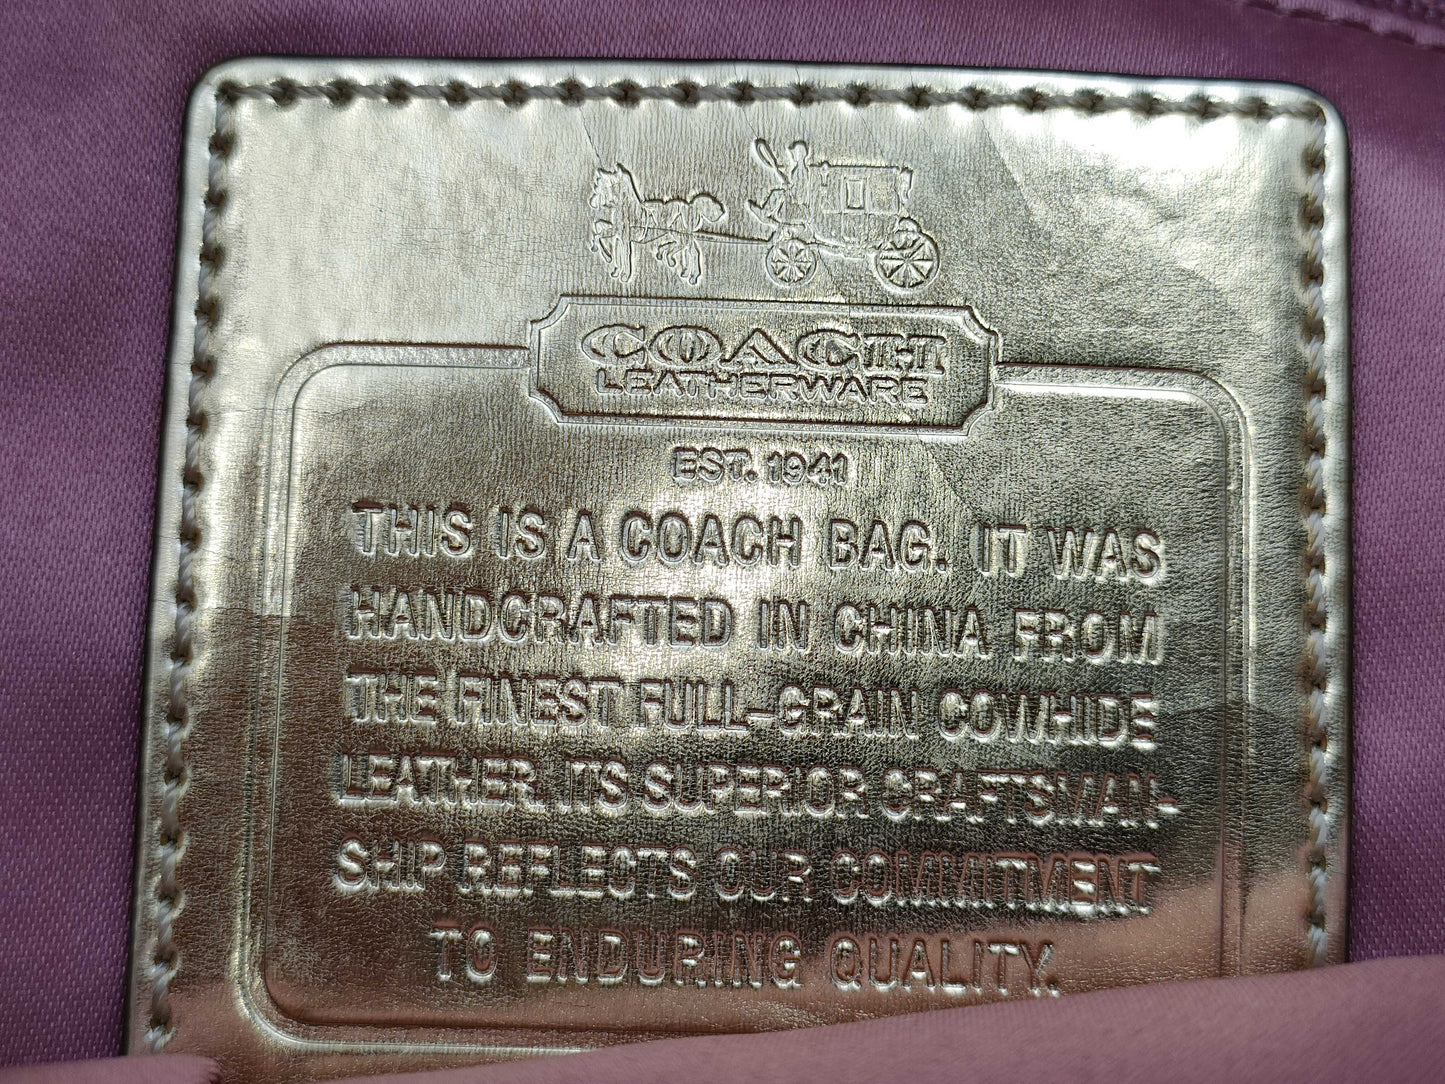 COACH
LEATHERWARE
EST. 1941
THIS IS A COACH BAG. IT WAS
HANDCRAFTED IN CHINA FROM
THE FINEST FULL-GRAIN COWHIDE
LEATHER. ITS SUPERIOR CRAFTSMAN-
SHIP REFLECTS OUR COMMITMENT
TO ENDURING QUALITY.